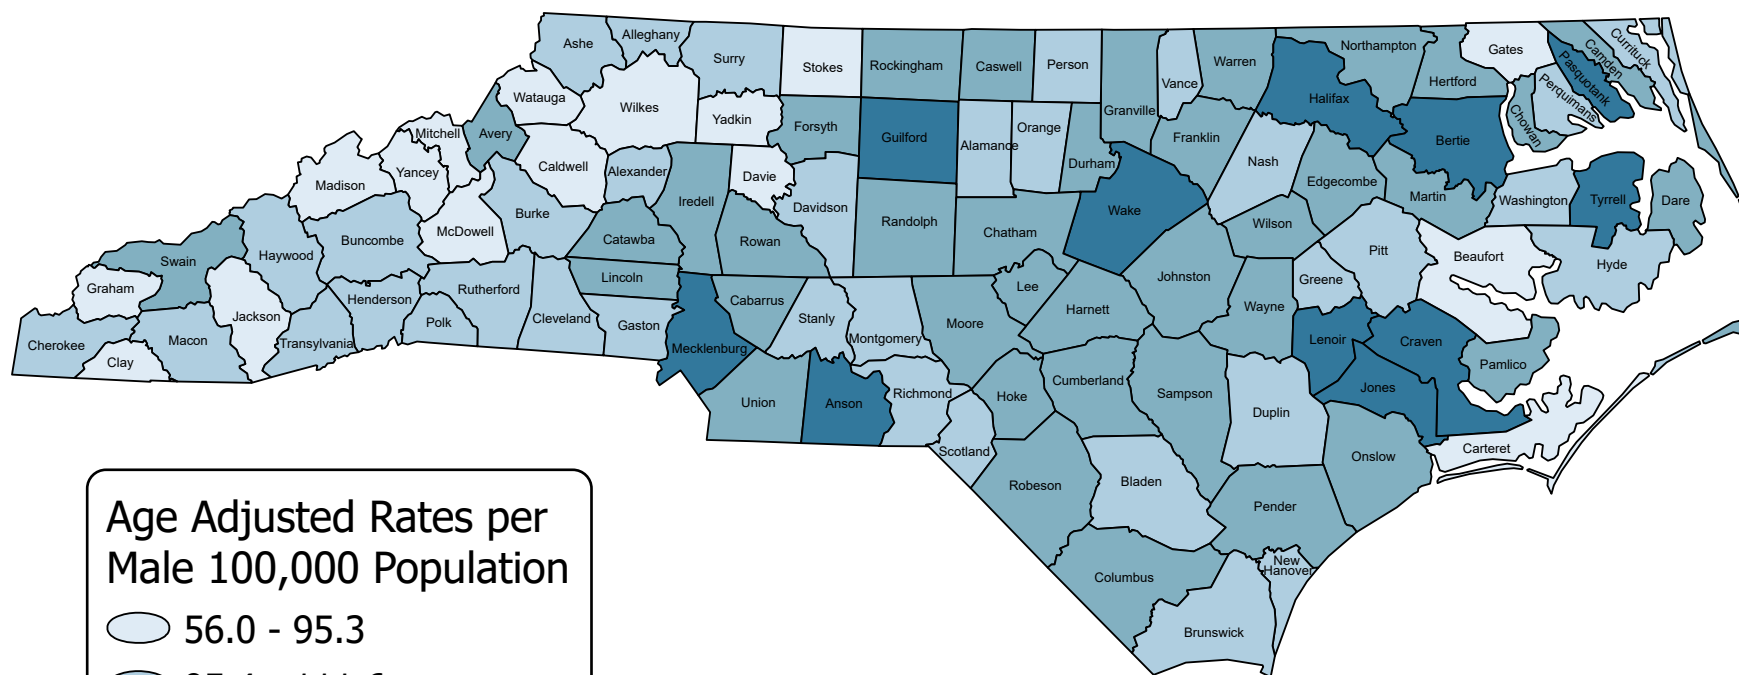 Ashe
Alleghany
Surry
Stokes
Rockingham
Caswell
Person
Granville
Vance
Warren
Northampton
Hertford
Gates
Currituck
Camden
Pasquotank
Perquimans
Chowan
Watauga
Wilkes
Yadkin
Forsyth
Guilford
Alamance
Orange
Durham
Franklin
Halifax
Bertie
Mitchell
Avery
Caldwell
Alexander
Davie
Iredell
Davidson
Randolph
Chatham
Wake
Nash
Edgecombe
Martin
Washington
Tyrrell
Dare
Madison
Yancey
McDowell
Burke
Catawba
Rowan
Johnston
Wilson
Pitt
Beaufort
Hyde
Swain
Haywood
Buncombe
Graham
Jackson
Henderson
Rutherford
Lincoln
Cabarrus
Stanly
Montgomery
Moore
Lee
Harnett
Wayne
Greene
Cherokee
Clay
Macon
Transylvania
Polk
Cleveland
Gaston
Mecklenburg
Union
Anson
Richmond
Scotland
Hoke
Cumberland
Sampson
Duplin
Lenoir
Craven
Jones
Pamlico
Carteret
Onslow
Robeson
Bladen
Pender
Columbus
Brunswick
New
Hanover
Age Adjusted Rates per
Male 100,000 Population
56.0 - 95.3